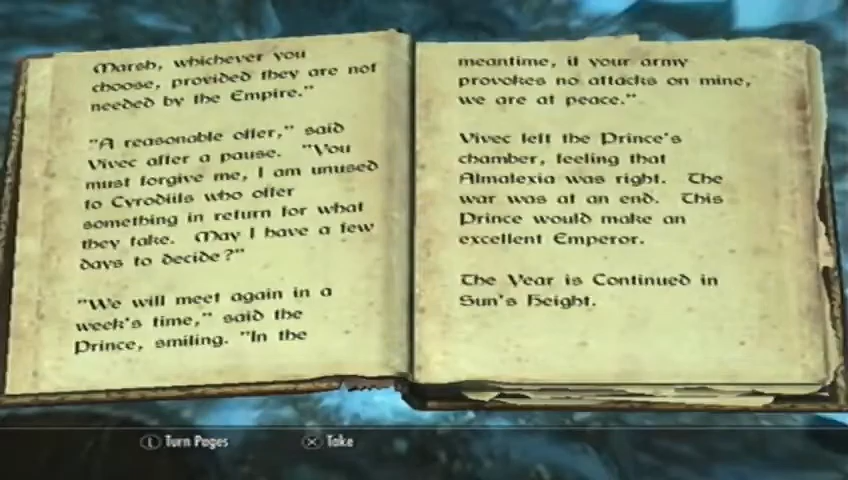 Marsh, whichever you
choose, provided they are not
needed by the Empire."
"A reasonable offer," said
Vivec after a pause. "You
must forgive me, I am unused
to Cyrodiils who offer
something in return for what
they take. May I have a few
days to decide?"
"We will meet again in a
week's time," said the
Prince, smiling. "In the
meantime, if your army
provokes no attacks on mine,
we are at peace."
Vivec left the Prince's
chamber, feeling that
Almalexia was right. The
war was at an end. This
Prince would make an
excellent Emperor.
The Year is Continued in
Sun's Height.
L Turn Pages
X Take